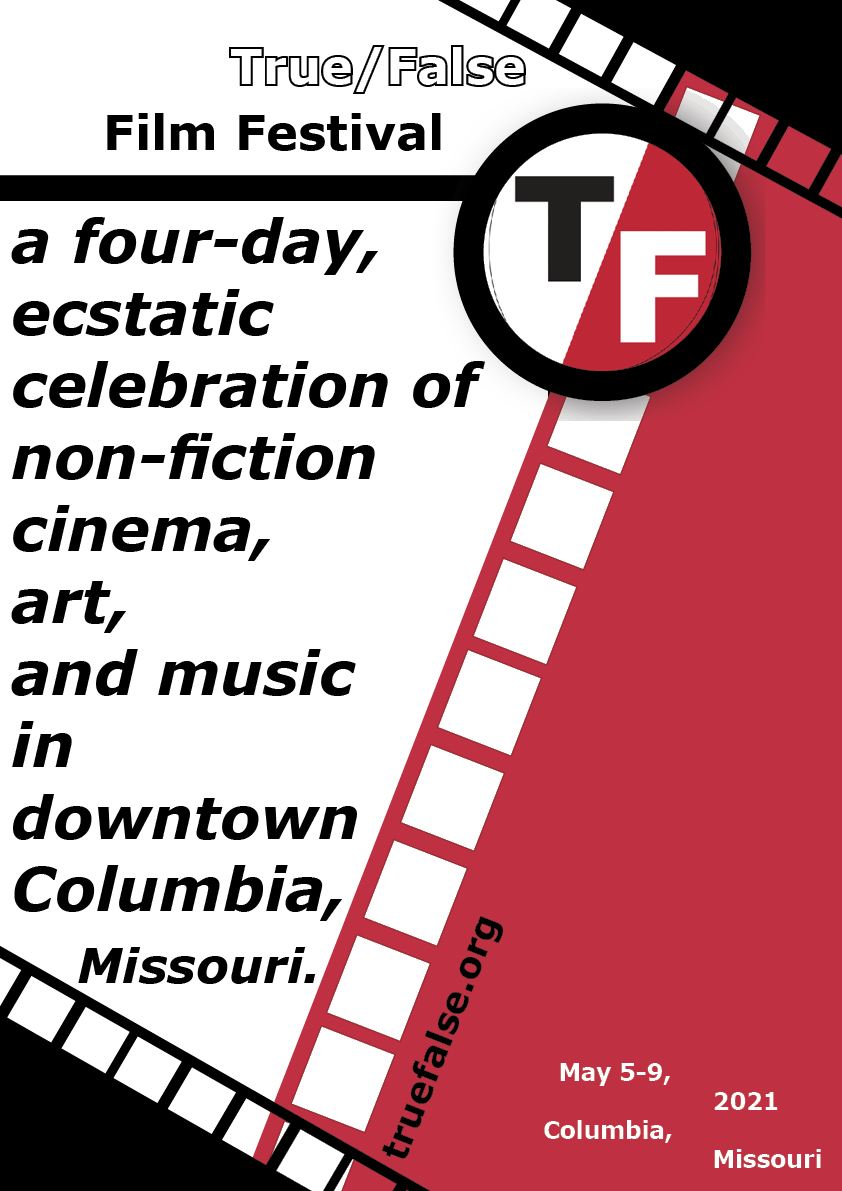 True/False
Film Festival
T
F
a four-day,
ecstatic
celebration of
non-fiction
cinema,
art,
and music
in
downtown
Columbia,
Missouri.
truefalse.org
May 5-9,
2021
Columbia,
Missouri